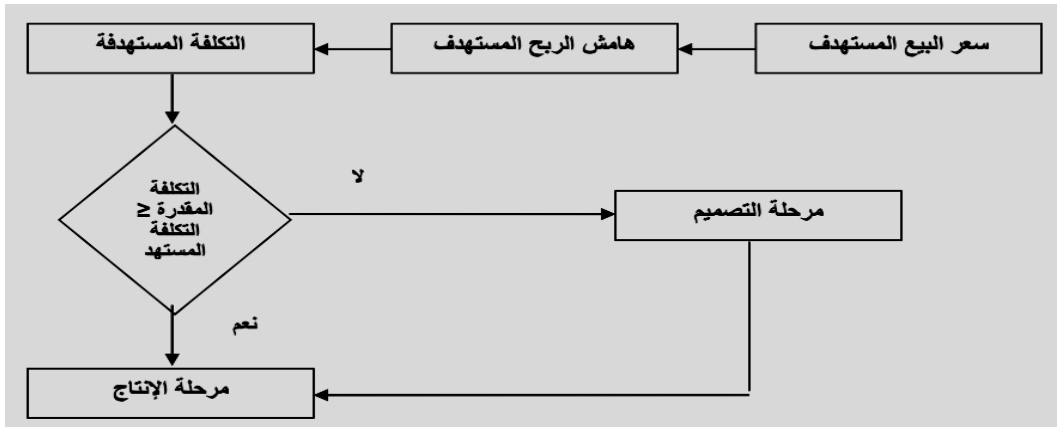 سعر البيع المستهدف
هامش الربح المستهدف
التكلفة المستهدفة
التكلفة
المقدرة ≥
التكلفة
المستهد
لا
مرحلة التصميم
نعم
مرحلة الإنتاج